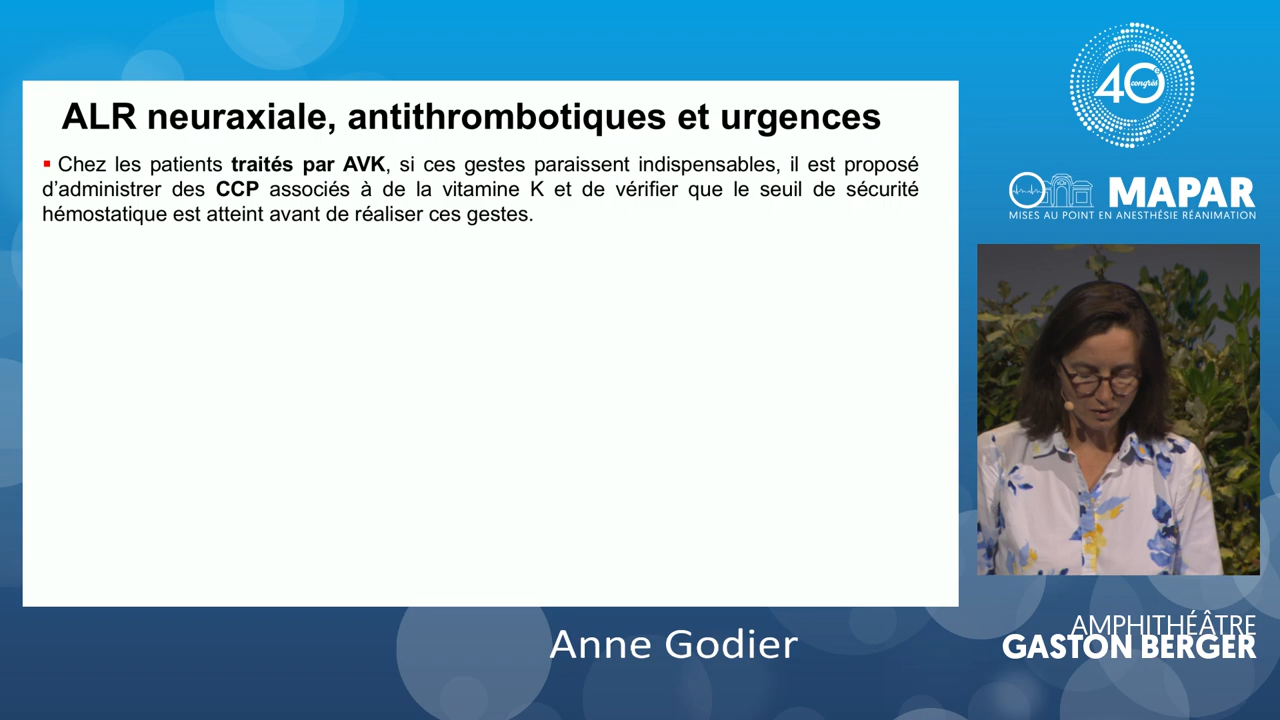 ALR neuraxiale, antithrombotiques et urgences
▪ Chez les patients traités par AVK, si ces gestes paraissent indispensables, il est proposé
d’administrer des CCP associés à de la vitamine K et de vérifier que le seuil de sécurité
hémostatique est atteint avant de réaliser ces gestes.
40e
congrès
MAPAR
MISES AU POINT EN ANESTHÉSIE RÉANIMATION
Anne Godier
AMPHITHÉÂTRE
GASTON BERGER